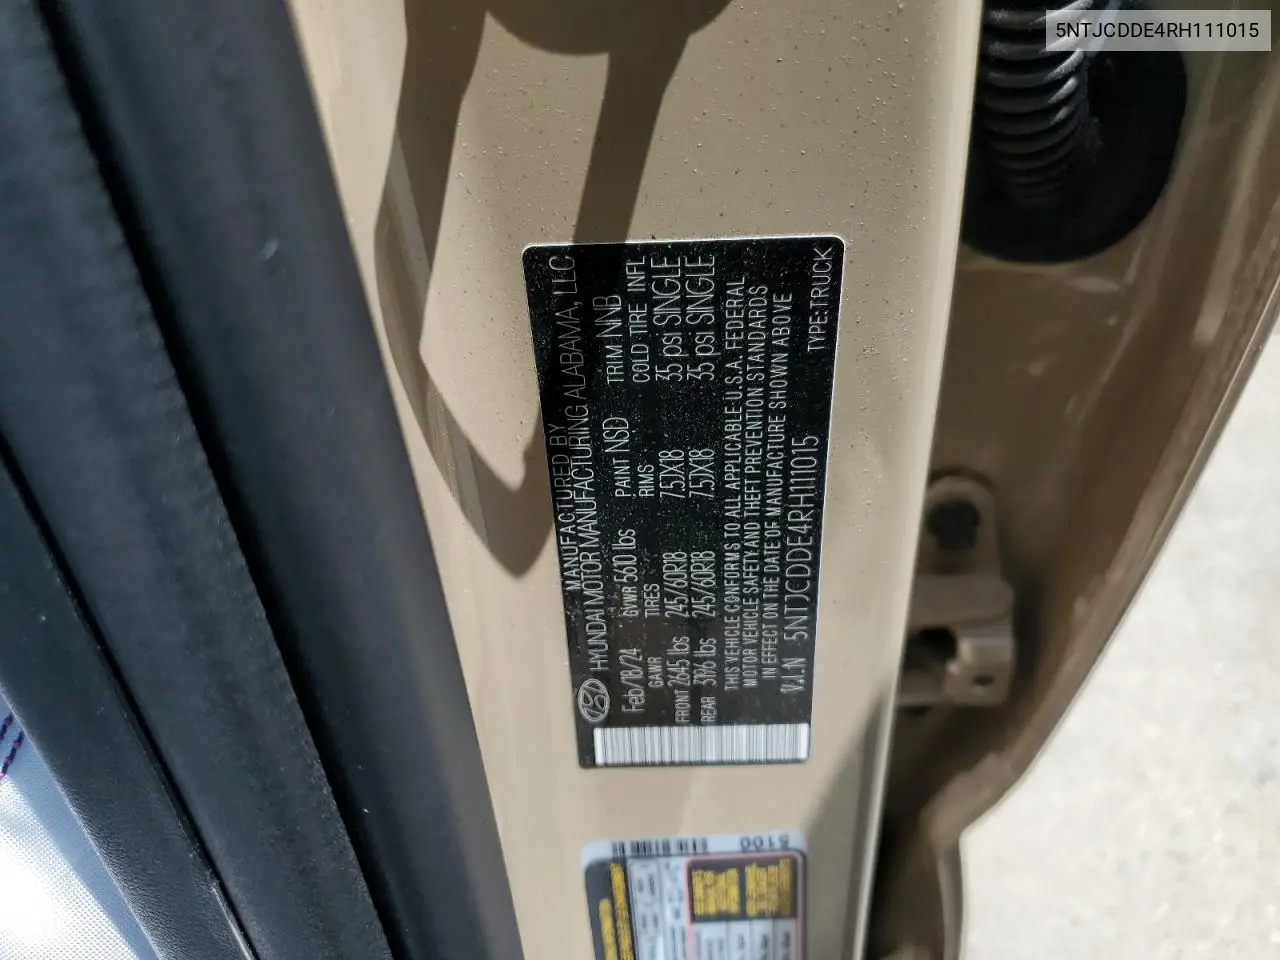 5NTJCDDE4RH111015
MANUFACTURED BY
HYUNDAI MOTOR MANUFACTURING ALABAMA, LLC
Feb/18/24 GVWR 5610 lbs PAINT NSD TRIM NNB
GAWR TIRES RIMS COLD TIRE INFL
FRONT 2645 lbs 245/60R18 7.5JX18 35 psi SINGLE
REAR 3176 lbs 245/60R18 7.5JX18 35 psi SINGLE
THIS VEHICLE CONFORMS TO ALL APPLICABLE U.S.A. FEDERAL
MOTOR VEHICLE SAFETY AND THEFT PREVENTION STANDARDS
IN EFFECT ON THE DATE OF MANUFACTURE SHOWN ABOVE
V.I.N 5NTJCDDE4RH111015 TYPE:TRUCK
5100